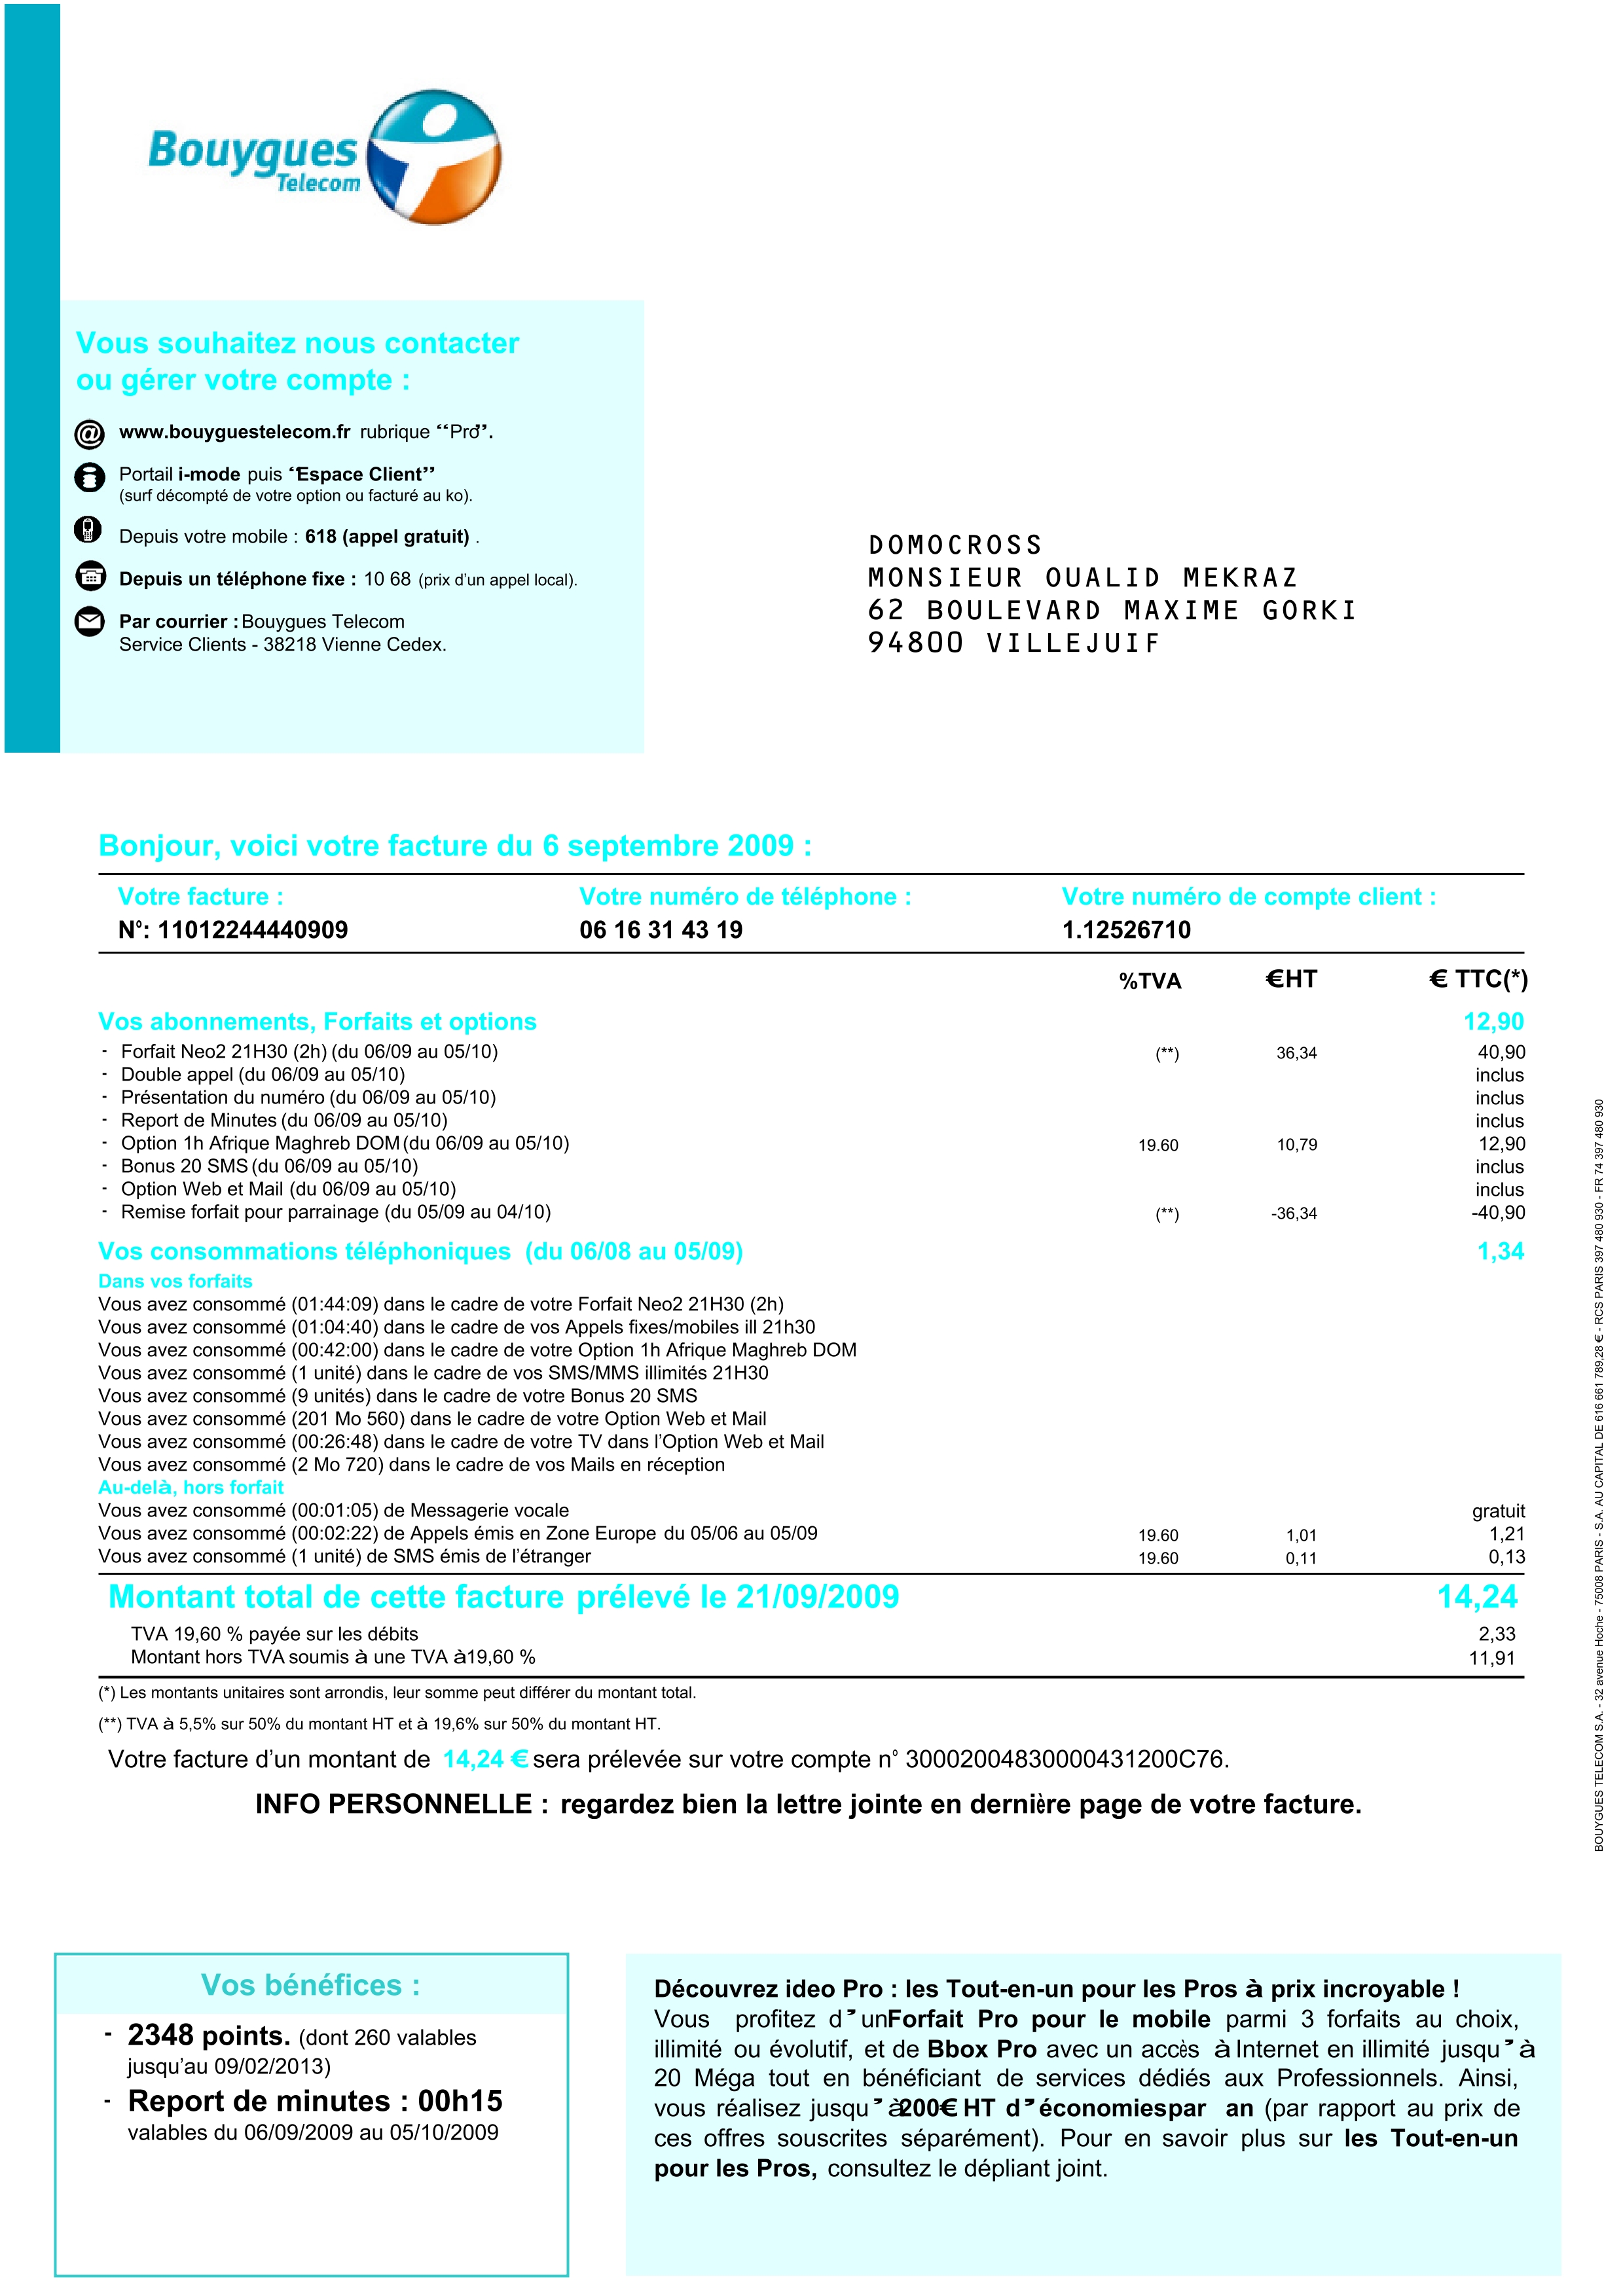 Bouygues
Telecom
Vous souhaitez nous contacter
ou gérer votre compte :
www.bouyguestelecom.fr rubrique “Pro”.
Portail i-mode puis “Espace Client”
(surf décompté de votre option ou facturé au ko).
Depuis votre mobile : 618 (appel gratuit) .
Depuis un téléphone fixe : 10 68 (prix d’un appel local).
Par courrier : Bouygues Telecom
Service Clients - 38218 Vienne Cedex.
DOMOCROSS
MONSIEUR OUALID MEKRAZ
62 BOULEVARD MAXIME GORKI
94800 VILLEJUIF
Bonjour, voici votre facture du 6 septembre 2009 :
Votre facture : Votre numéro de téléphone : Votre numéro de compte client :
N°: 11012244440909 06 16 31 43 19 1.12526710
%TVA €HT € TTC(*)
Vos abonnements, Forfaits et options 12,90
- Forfait Neo2 21H30 (2h) (du 06/09 au 05/10) (**) 36,34 40,90
- Double appel (du 06/09 au 05/10) inclus
- Présentation du numéro (du 06/09 au 05/10) inclus
- Report de Minutes (du 06/09 au 05/10) inclus
- Option 1h Afrique Maghreb DOM (du 06/09 au 05/10) 19.60 10,79 12,90
- Bonus 20 SMS (du 06/09 au 05/10) inclus
- Option Web et Mail (du 06/09 au 05/10) inclus
- Remise forfait pour parrainage (du 05/09 au 04/10) (**) -36,34 -40,90
Vos consommations téléphoniques (du 06/08 au 05/09) 1,34
Dans vos forfaits
Vous avez consommé (01:44:09) dans le cadre de votre Forfait Neo2 21H30 (2h)
Vous avez consommé (01:04:40) dans le cadre de vos Appels fixes/mobiles ill 21h30
Vous avez consommé (00:42:00) dans le cadre de votre Option 1h Afrique Maghreb DOM
Vous avez consommé (1 unité) dans le cadre de vos SMS/MMS illimités 21H30
Vous avez consommé (9 unités) dans le cadre de votre Bonus 20 SMS
Vous avez consommé (201 Mo 560) dans le cadre de votre Option Web et Mail
Vous avez consommé (00:26:48) dans le cadre de votre TV dans l’Option Web et Mail
Vous avez consommé (2 Mo 720) dans le cadre de vos Mails en réception
Au-delà, hors forfait
Vous avez consommé (00:01:05) de Messagerie vocale gratuit
Vous avez consommé (00:02:22) de Appels émis en Zone Europe du 05/06 au 05/09 19.60 1,01 1,21
Vous avez consommé (1 unité) de SMS émis de l’étranger 19.60 0,11 0,13
Montant total de cette facture prélevé le 21/09/2009 14,24
TVA 19,60 % payée sur les débits 2,33
Montant hors TVA soumis à une TVA à19,60 % 11,91
(*) Les montants unitaires sont arrondis, leur somme peut différer du montant total.
(**) TVA à 5,5% sur 50% du montant HT et à 19,6% sur 50% du montant HT.
Votre facture d’un montant de 14,24 € sera prélevée sur votre compte n° 30002004830000431200C76.
INFO PERSONNELLE : regardez bien la lettre jointe en dernière page de votre facture.
BOUYGUES TELECOM S.A. - 32 avenue Hoche - 75008 PARIS - S.A. AU CAPITAL DE 616 661 789,28 € - RCS PARIS 397 480 930 - FR 74 397 480 930
Vos bénéfices :
- 2348 points. (dont 260 valables
jusqu’au 09/02/2013)
- Report de minutes : 00h15
valables du 06/09/2009 au 05/10/2009
Découvrez ideo Pro : les Tout-en-un pour les Pros à prix incroyable !
Vous profitez d’unForfait Pro pour le mobile parmi 3 forfaits au choix,
illimité ou évolutif, et de Bbox Pro avec un accès à Internet en illimité jusqu’à
20 Méga tout en bénéficiant de services dédiés aux Professionnels. Ainsi,
vous réalisez jusqu’à200€ HT d’économiespar an (par rapport au prix de
ces offres souscrites séparément). Pour en savoir plus sur les Tout-en-un
pour les Pros, consultez le dépliant joint.